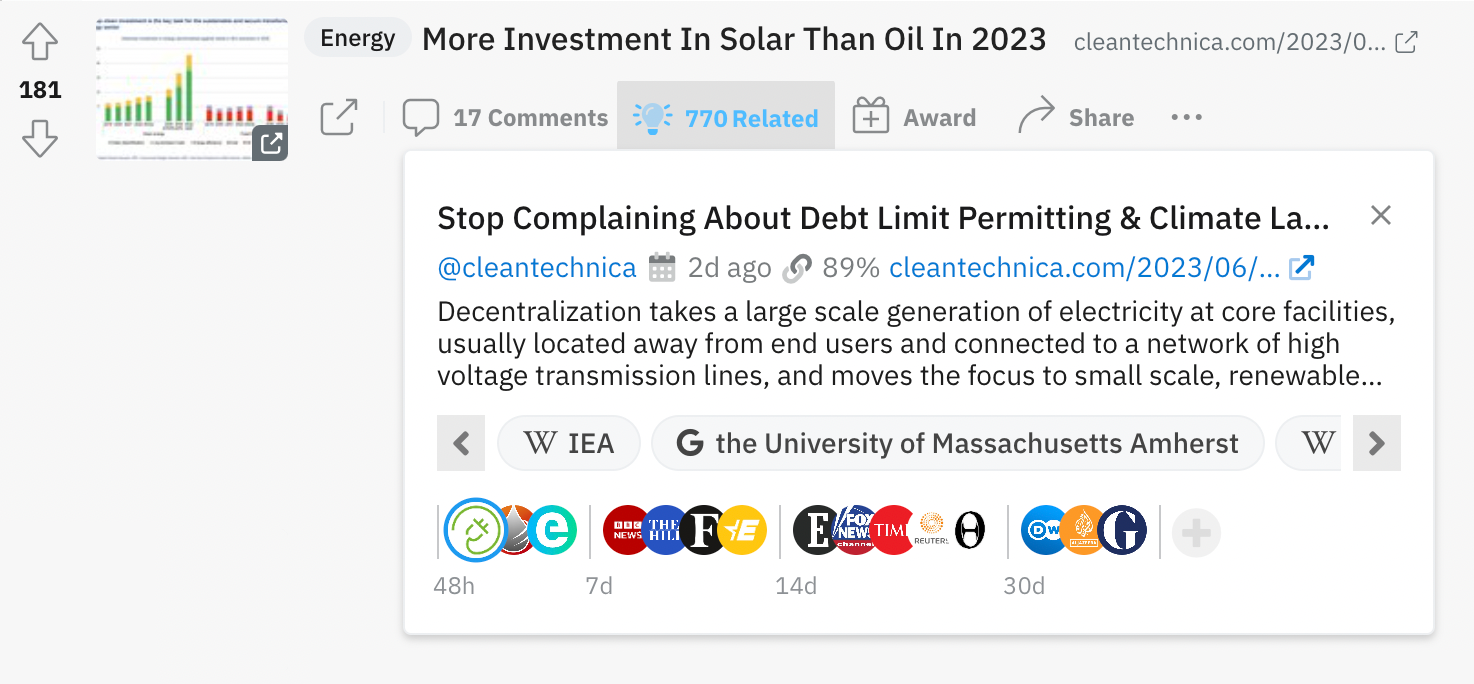 Energy More Investment In Solar Than Oil In 2023 cleantechnica.com/2023/0...
181
17 Comments 770 Related Award Share
Stop Complaining About Debt Limit Permitting & Climate La...
@cleantechnica 2d ago 89% cleantechnica.com/2023/06/...
Decentralization takes a large scale generation of electricity at core facilities,
usually located away from end users and connected to a network of high
voltage transmission lines, and moves the focus to small scale, renewable...
W IEA G the University of Massachusetts Amherst W
e BBC NEWS THE HILL F E E FOX NEWS channel TIME REUTERS H DW ALJAZEERA G
48h 7d 14d 30d